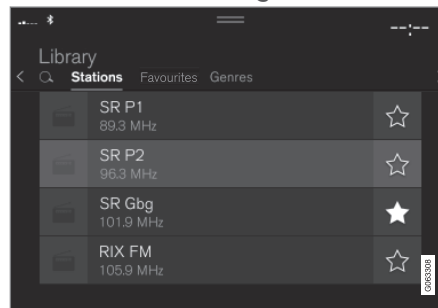 --:--
Library
Stations Favourites Genres
SR P1
89.3 MHz
SR P2
96.3 MHz
SR Gbg
101.9 MHz
RIX FM
105.9 MHz
G063308